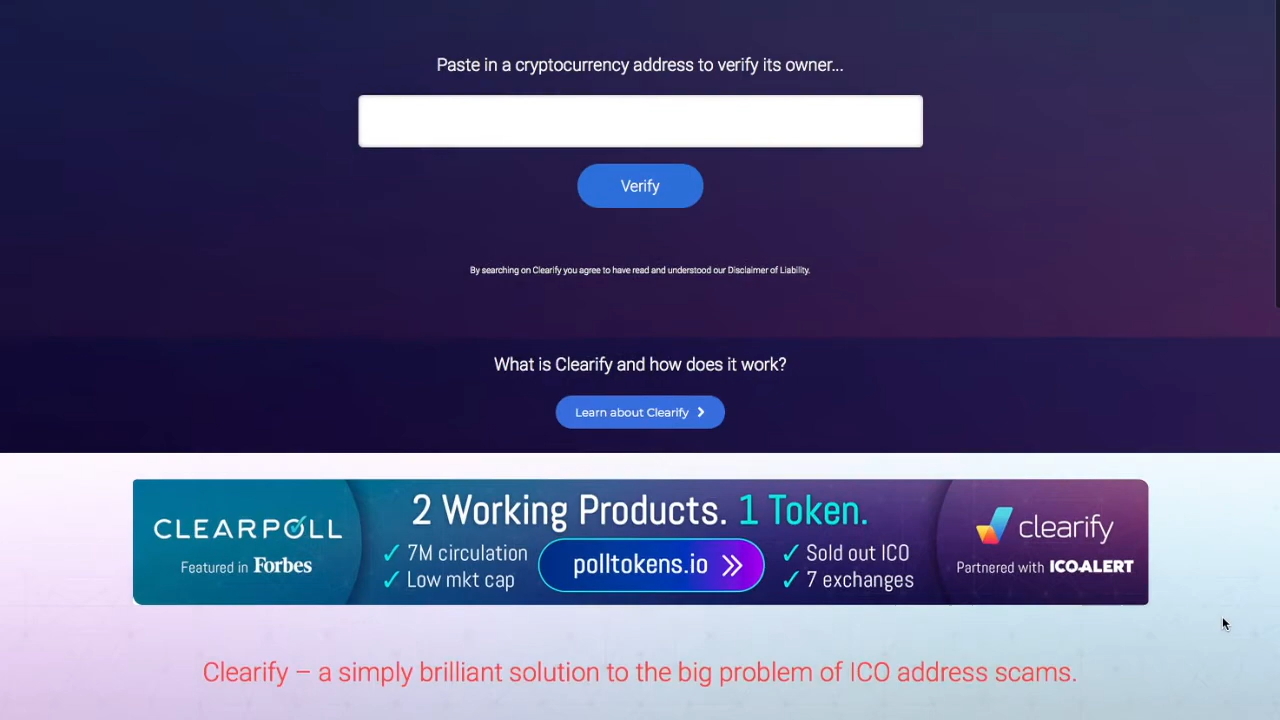 Paste in a cryptocurrency address to verify its owner...
Verify
By searching on Clearify you agree to have read and understood our Disclaimer of Liability.
What is Clearify and how does it work?
Learn about Clearify
CLEARPOLL
Featured in Forbes
2 Working Products. 1 Token.
✓ 7M circulation
✓ Low mkt cap
polltokens.io
✓ Sold out ICO
✓ 7 exchanges
clearify
Partnered with ICOALERT
Clearify – a simply brilliant solution to the big problem of ICO address scams.